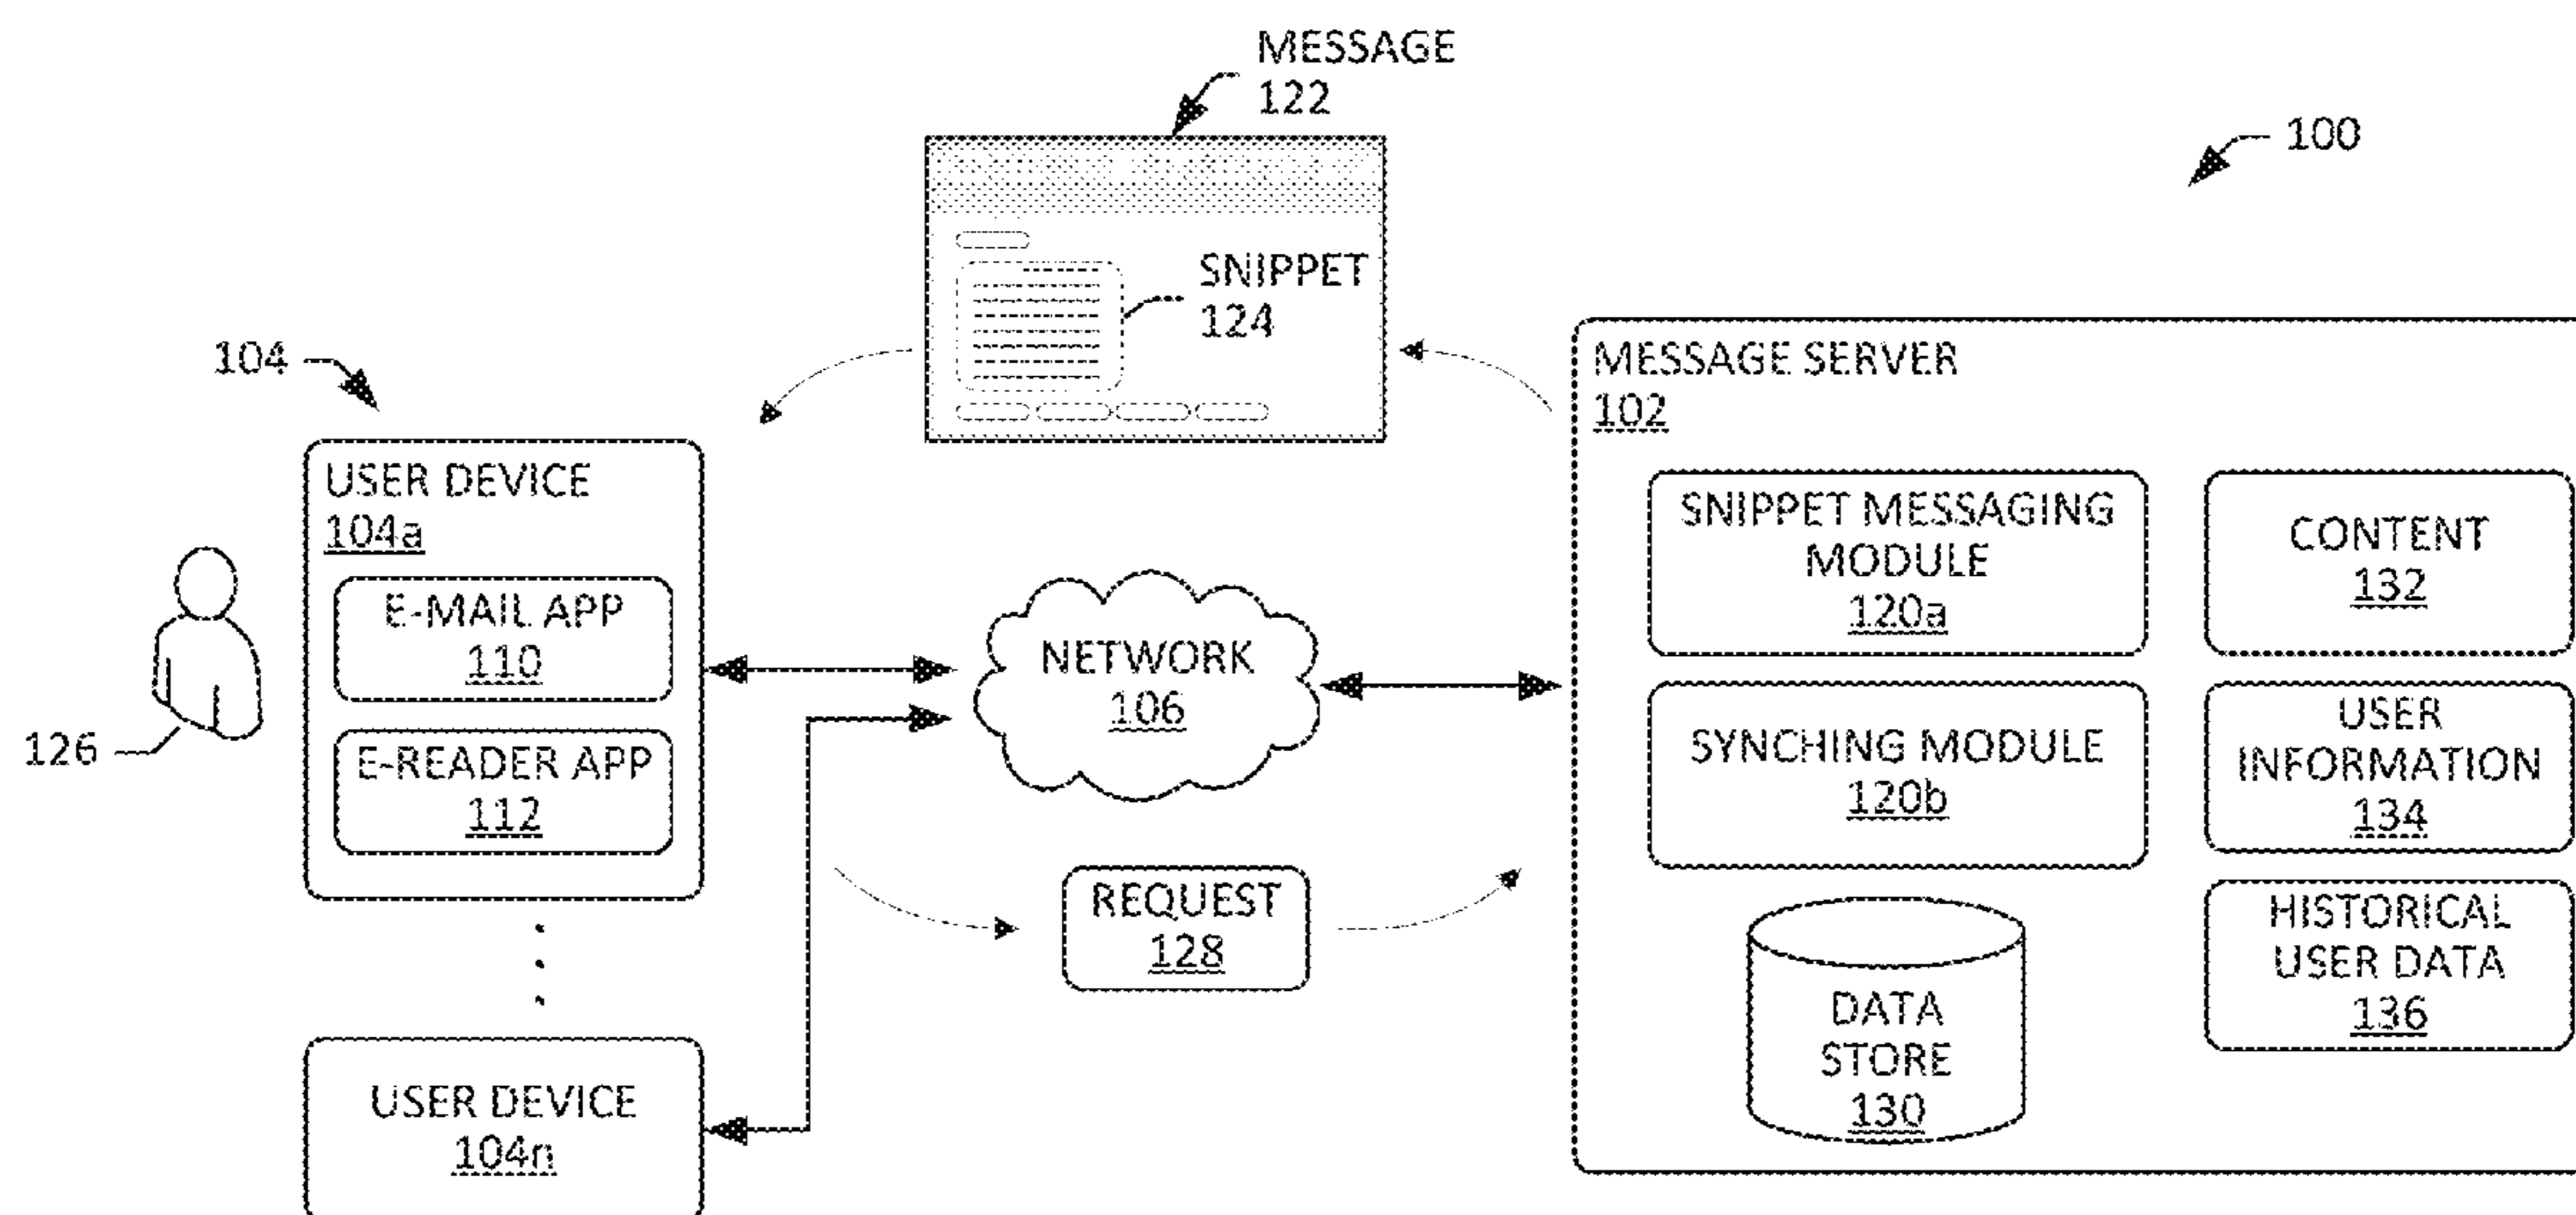 MESSAGE
122
100
SNIPPET
124
104
MESSAGE SERVER
102
USER DEVICE
104a
E-MAIL APP
110
E-READER APP
112
126
NETWORK
106
SNIPPET MESSAGING
MODULE
120a
CONTENT
132
SYNCHING MODULE
120b
USER
INFORMATION
134
REQUEST
128
HISTORICAL
USER DATA
136
DATA
STORE
130
USER DEVICE
104n